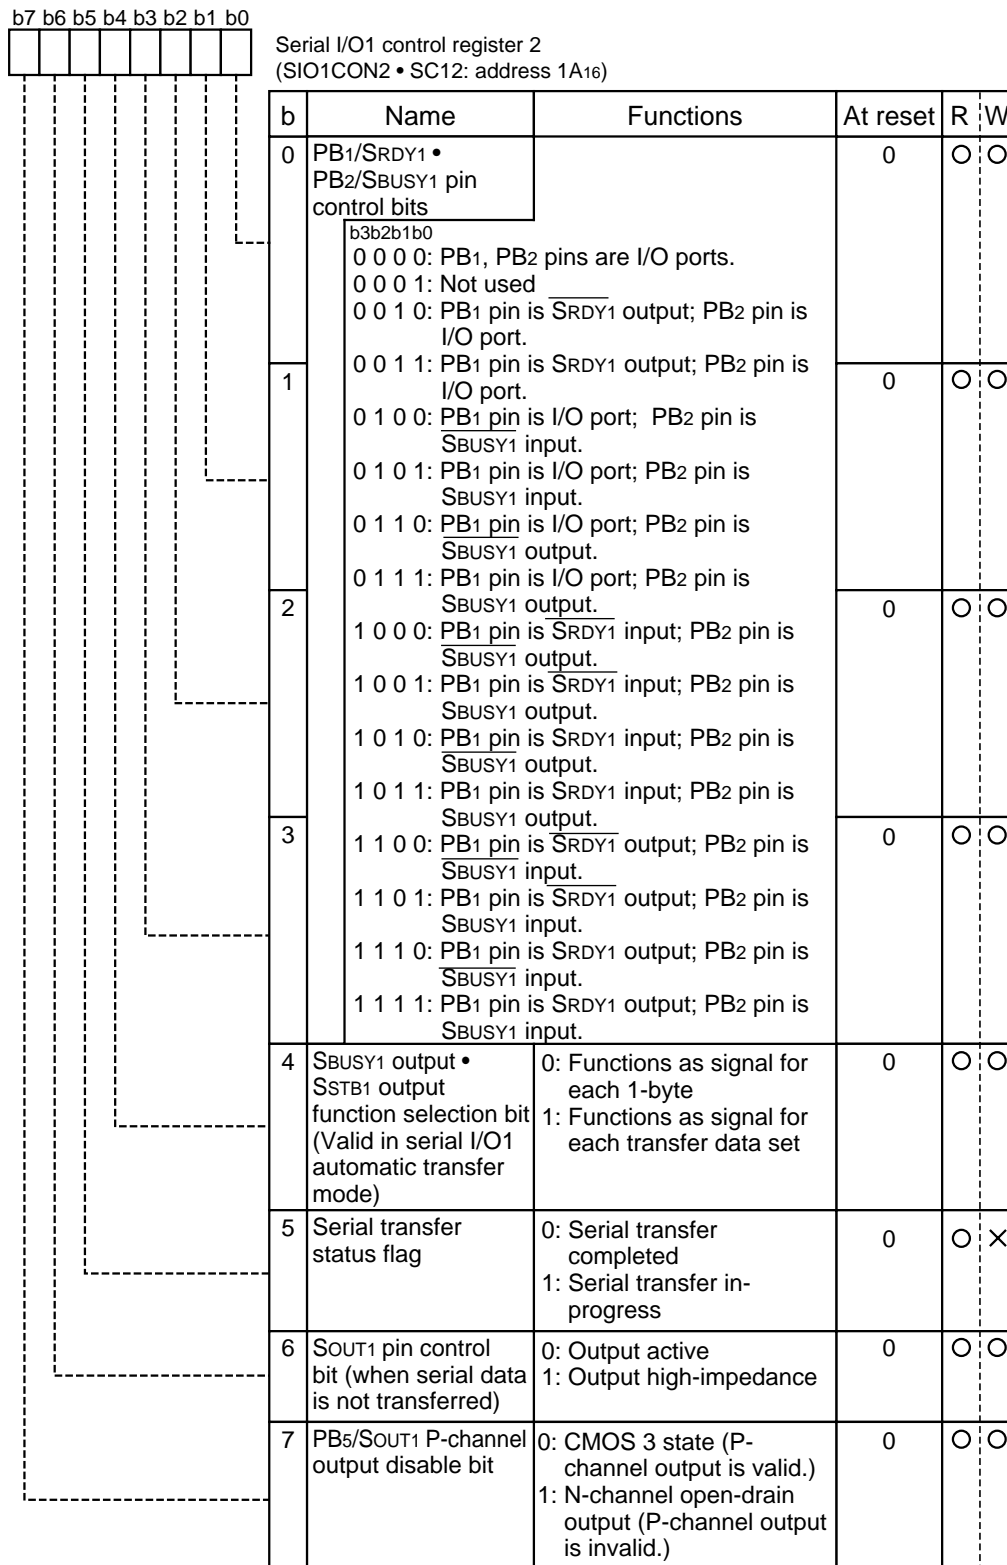 b7 b6 b5 b4 b3 b2 b1 b0
Serial I/O1 control register 2
(SIO1CON2 • SC12: address 1A16)
b Name Functions At reset R W
0 PB1/SRDY1 • 0
PB2/SBUSY1 pin
control bits
b3b2b1b0
0 0 0 0: PB1, PB2 pins are I/O ports.
0 0 0 1: Not used
0 0 1 0: PB1 pin is S̅R̅D̅Y̅1̅ output; PB2 pin is
I/O port.
0 0 1 1: PB1 pin is SRDY1 output; PB2 pin is
1 I/O port. 0
0 1 0 0: PB1 pin is I/O port; PB2 pin is
S̅B̅U̅S̅Y̅1̅ input.
0 1 0 1: PB1 pin is I/O port; PB2 pin is
SBUSY1 input.
0 1 1 0: PB1 pin is I/O port; PB2 pin is
S̅B̅U̅S̅Y̅1̅ output.
0 1 1 1: PB1 pin is I/O port; PB2 pin is
2 SBUSY1 output. 0
1 0 0 0: PB1 pin is S̅R̅D̅Y̅1̅ input; PB2 pin is
S̅B̅U̅S̅Y̅1̅ output.
1 0 0 1: PB1 pin is S̅R̅D̅Y̅1̅ input; PB2 pin is
SBUSY1 output.
1 0 1 0: PB1 pin is SRDY1 input; PB2 pin is
S̅B̅U̅S̅Y̅1̅ output.
1 0 1 1: PB1 pin is SRDY1 input; PB2 pin is
SBUSY1 output.
3 1 1 0 0: PB1 pin is S̅R̅D̅Y̅1̅ output; PB2 pin is 0
S̅B̅U̅S̅Y̅1̅ input.
1 1 0 1: PB1 pin is S̅R̅D̅Y̅1̅ output; PB2 pin is
SBUSY1 input.
1 1 1 0: PB1 pin is SRDY1 output; PB2 pin is
S̅B̅U̅S̅Y̅1̅ input.
1 1 1 1: PB1 pin is SRDY1 output; PB2 pin is
SBUSY1 input.
4 SBUSY1 output • 0: Functions as signal for 0
SSTB1 output each 1-byte
function selection bit 1: Functions as signal for
(Valid in serial I/O1 each transfer data set
automatic transfer
mode)
5 Serial transfer 0: Serial transfer 0
status flag completed
1: Serial transfer in-
progress
6 SOUT1 pin control 0: Output active 0
bit (when serial data 1: Output high-impedance
is not transferred)
7 PB5/SOUT1 P-channel 0: CMOS 3 state (P- 0
output disable bit channel output is valid.)
1: N-channel open-drain
output (P-channel output
is invalid.)